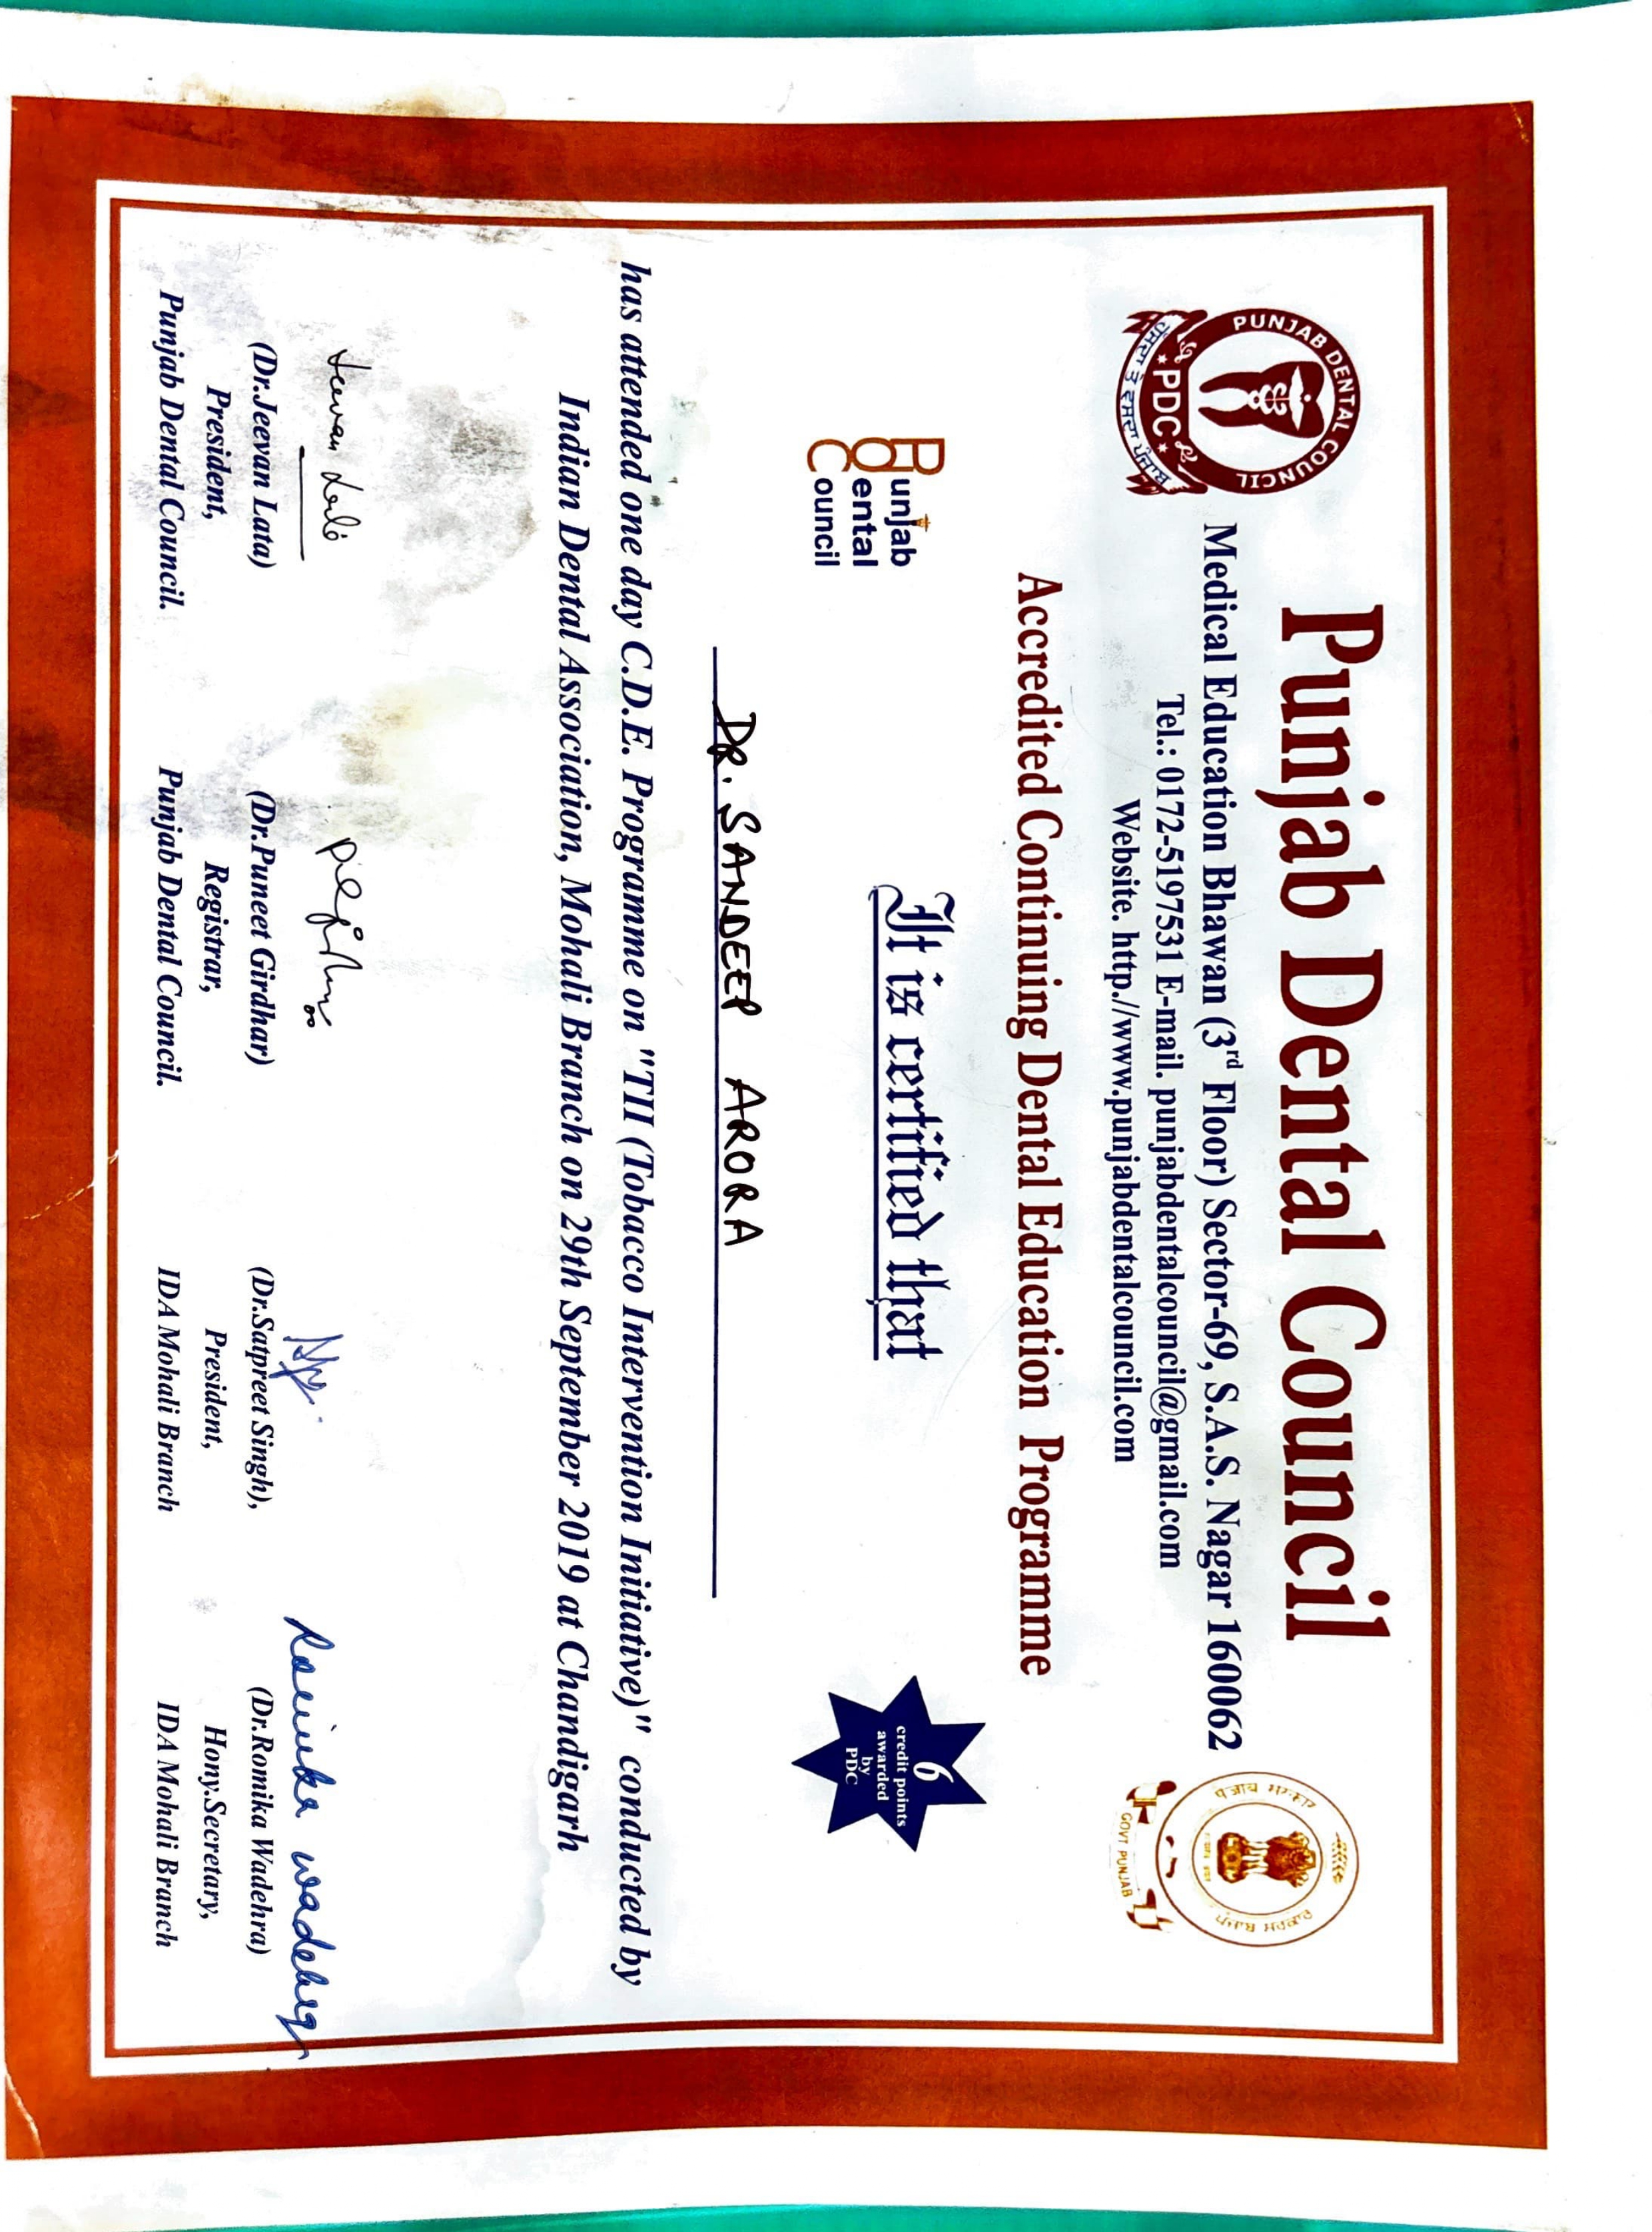 Punjab Dental Council
Medical Education Bhawan (3rd Floor) Sector-69, S.A.S. Nagar 160062
Tel.: 0172-5197531 E-mail. punjabdentalcouncil@gmail.com
Website. http.//www.punjabdentalcouncil.com
PUNJAB DENTAL COUNCIL
PDC
ਹੱਸਦਾ ਤੇ ਵਸਦਾ ਪੰਜਾਬ
GOVT PUNJAB
Accredited Continuing Dental Education Programme
Punjab
Dental
Council
It is certified that
6
credit points
awarded
by
PDC
DR. SANDEEP ARORA
has attended one day C.D.E. Programme on "TII (Tobacco Intervention Initiative)" conducted by
Indian Dental Association, Mohali Branch on 29th September 2019 at Chandigarh
Jeevan Lata
Romika Wadehra
(Dr.Jeevan Lata) (Dr.Puneet Girdhar) (Dr.Satpreet Singh), (Dr.Romika Wadehra)
President, Registrar, President, Hony.Secretary,
Punjab Dental Council. Punjab Dental Council. IDA Mohali Branch IDA Mohali Branch